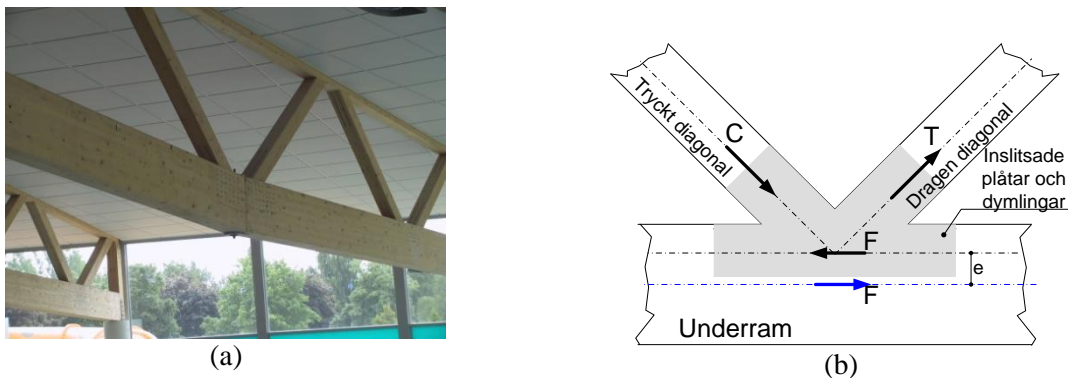 (a)
Tryckt diagonal
C
T
Dragen diagonal
Inslitsade
plåtar och
dymlingar
F
e
F
Underram
(b)